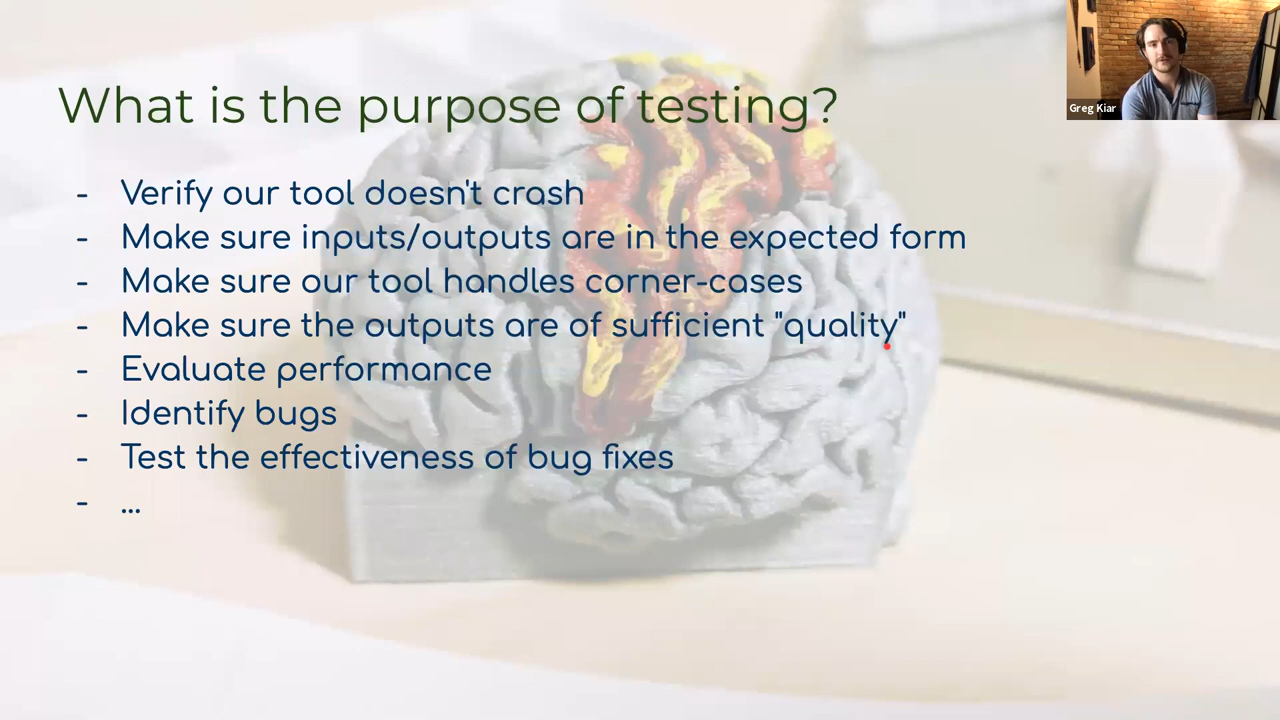 What is the purpose of testing?
Greg Kiar
- Verify our tool doesn't crash
- Make sure inputs/outputs are in the expected form
- Make sure our tool handles corner-cases
- Make sure the outputs are of sufficient "quality"
- Evaluate performance
- Identify bugs
- Test the effectiveness of bug fixes
- ...